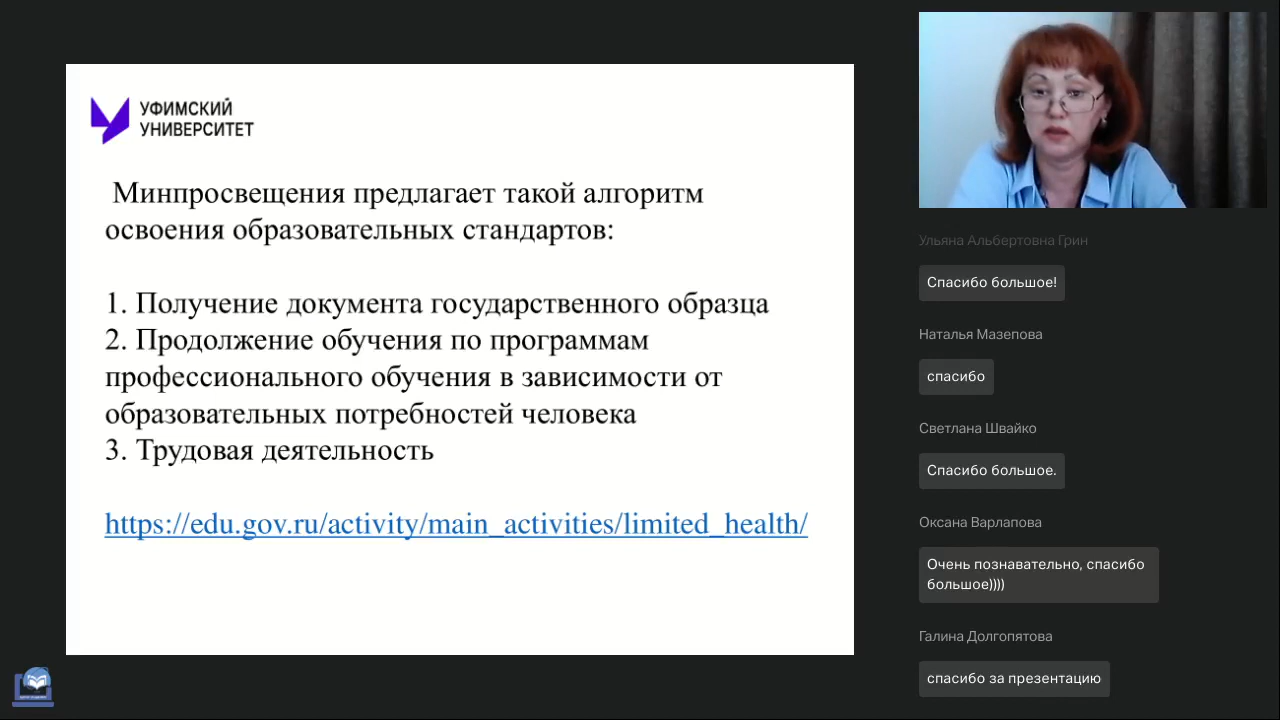 УФИМСКИЙ
УНИВЕРСИТЕТ
Минпросвещения предлагает такой алгоритм
освоения образовательных стандартов:
1. Получение документа государственного образца
2. Продолжение обучения по программам
профессионального обучения в зависимости от
образовательных потребностей человека
3. Трудовая деятельность
https://edu.gov.ru/activity/main_activities/limited_health/
Ульяна Альбертовна Грин
Спасибо большое!
Наталья Мазепова
спасибо
Светлана Швайко
Спасибо большое.
Оксана Варлапова
Очень познавательно, спасибо
большое))))
Галина Долгопятова
спасибо за презентацию